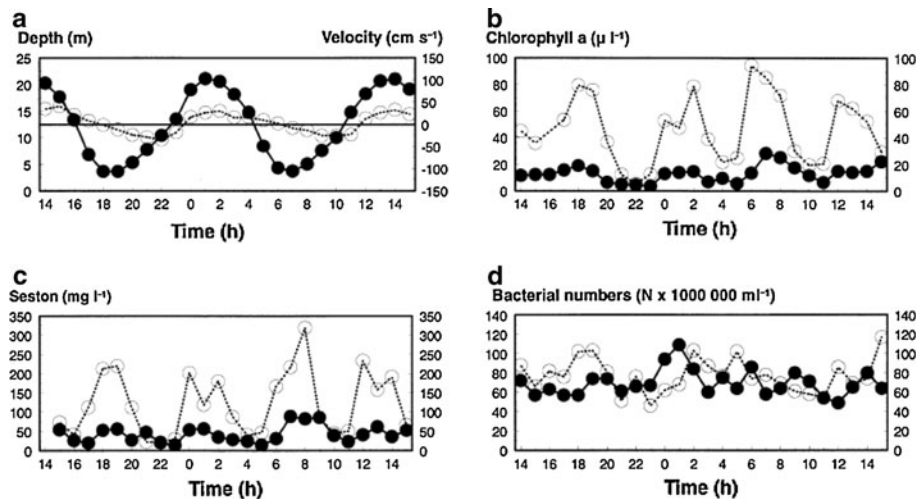 a
Depth (m) Velocity (cm s⁻¹)
25 150
20 100
15 50
10 0
5 -50
0 -100
-150
14 16 18 20 22 0 2 4 6 8 10 12 14
Time (h)
b
Chlorophyll a (µ l⁻¹)
100 100
80 80
60 60
40 40
20 20
0 0
14 16 18 20 22 0 2 4 6 8 10 12 14
Time (h)
c
Seston (mg l⁻¹)
350 350
300 300
250 250
200 200
150 150
100 100
50 50
0 0
14 16 18 20 22 0 2 4 6 8 10 12 14
Time (h)
d
Bacterial numbers (N x 1000 000 ml⁻¹)
140 140
120 120
100 100
80 80
60 60
40 40
20 20
0 0
14 16 18 20 22 0 2 4 6 8 10 12 14
Time (h)